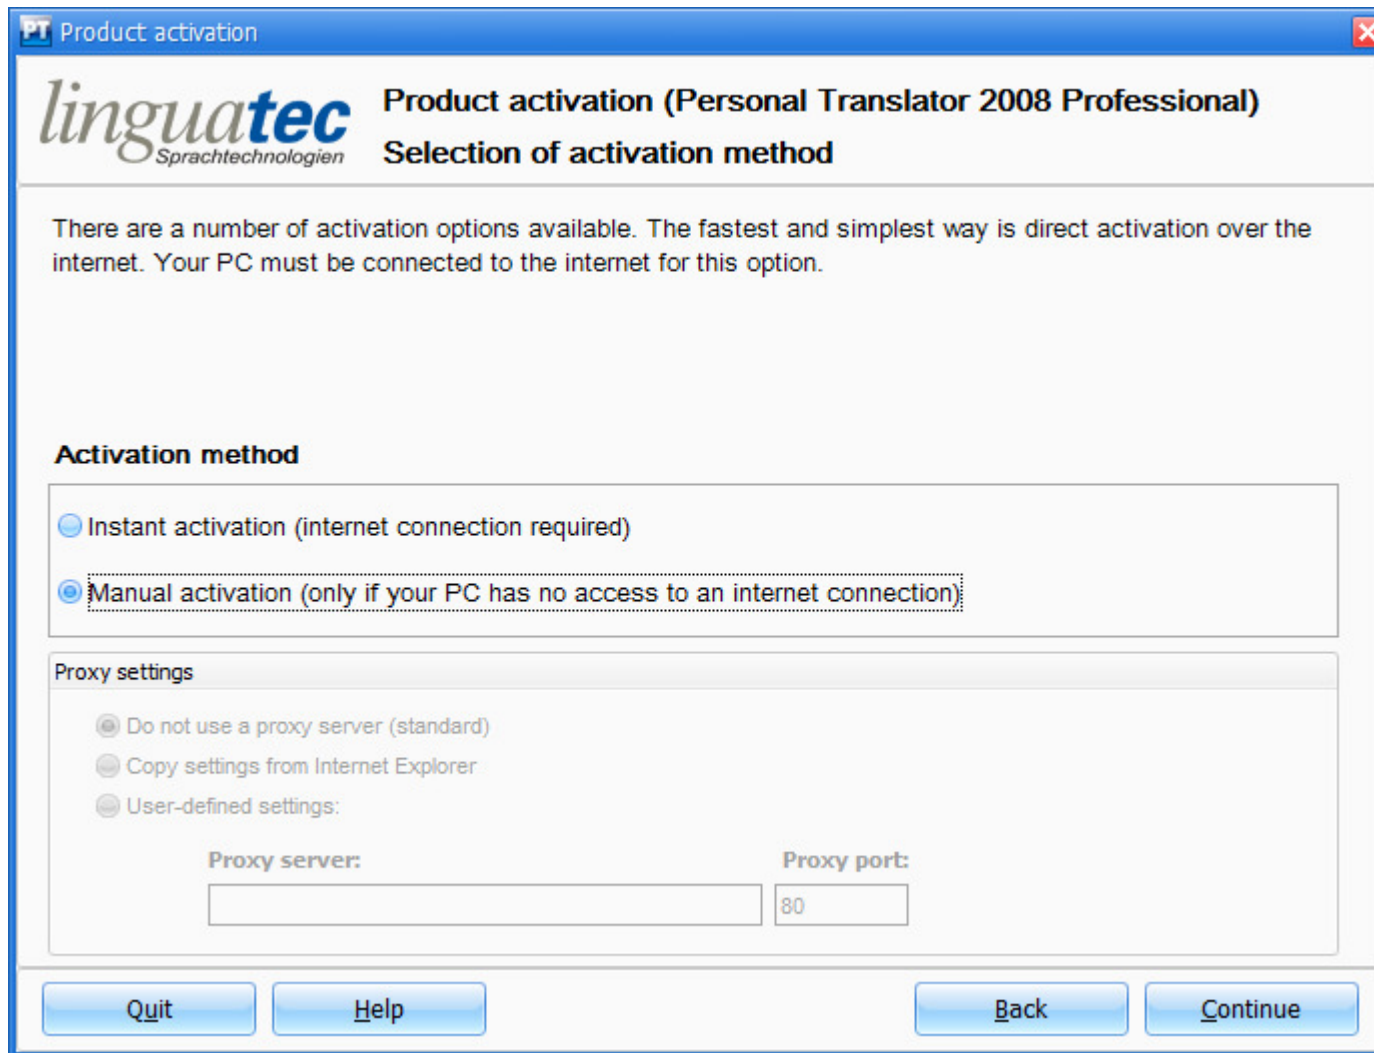 PT Product activation
linguatec
Sprachtechnologien
Product activation (Personal Translator 2008 Professional)
Selection of activation method
There are a number of activation options available. The fastest and simplest way is direct activation over the
internet. Your PC must be connected to the internet for this option.
Activation method
Instant activation (internet connection required)
Manual activation (only if your PC has no access to an internet connection)
Proxy settings
Do not use a proxy server (standard)
Copy settings from Internet Explorer
User-defined settings:
Proxy server: Proxy port:
80
Quit Help Back Continue